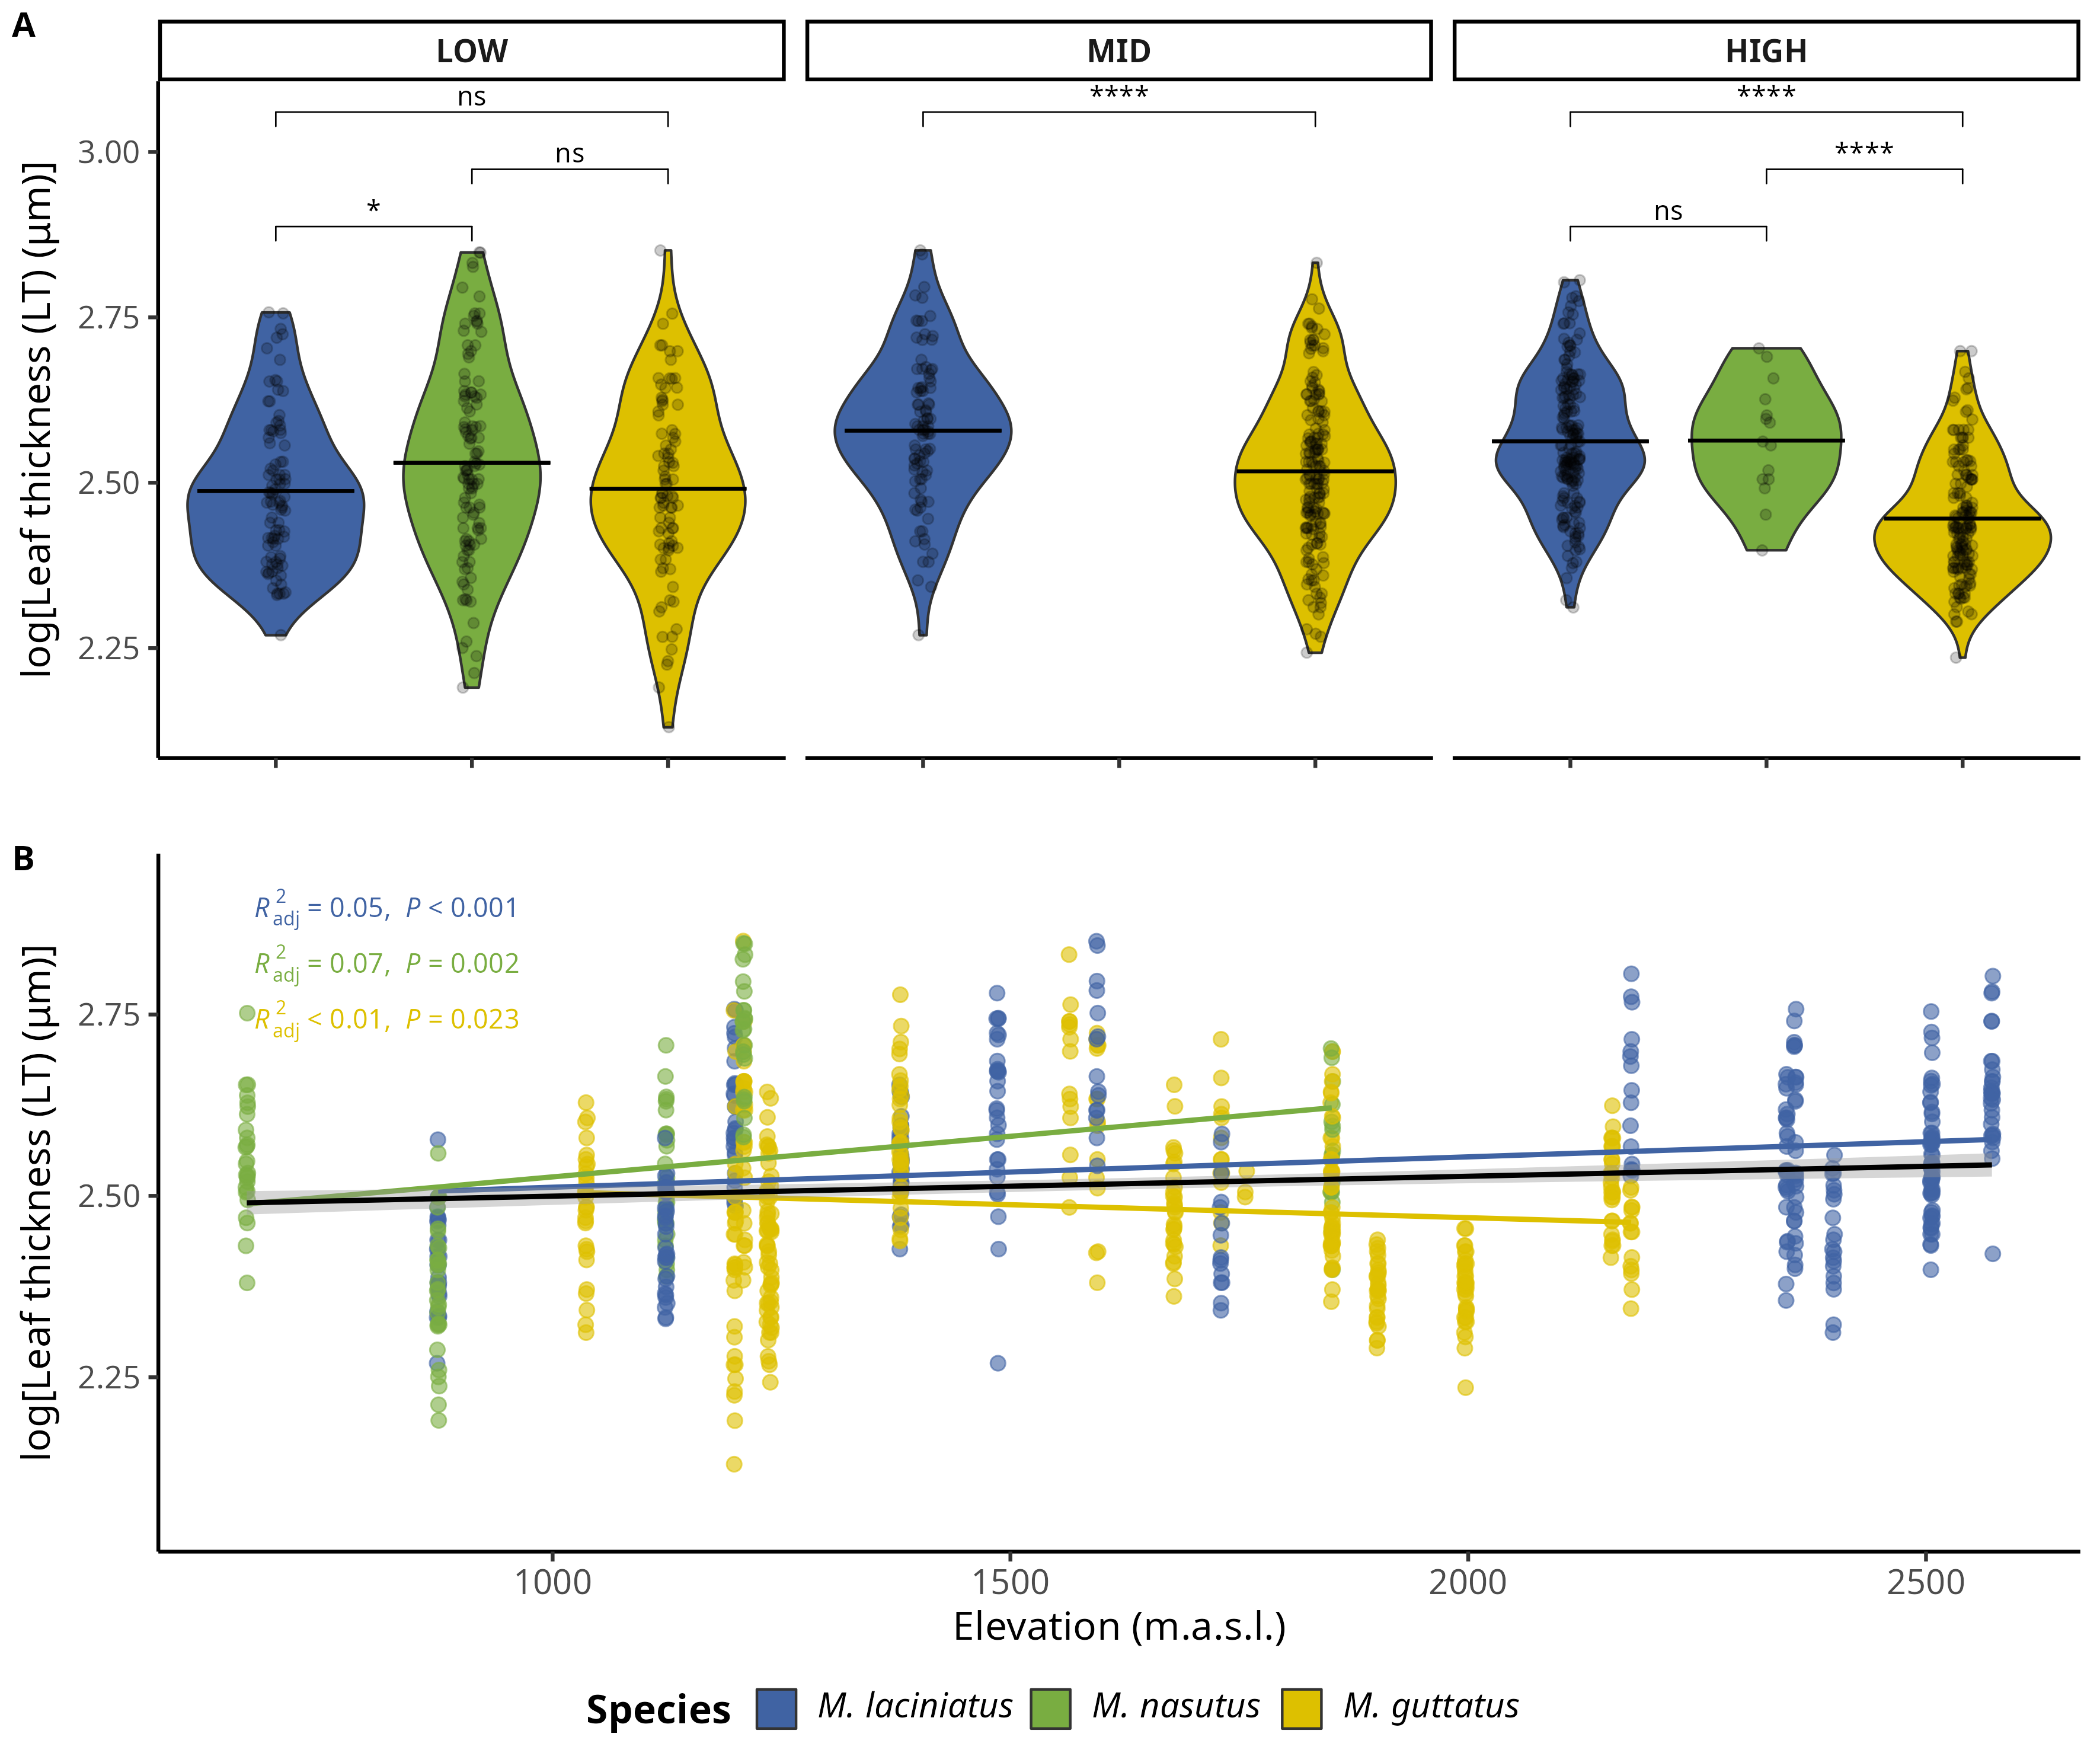 A
LOW MID HIGH
ns **** ****
ns ****
* ns
log[Leaf thickness (LT) (µm)]
3.00
2.75
2.50
2.25
B
R²adj = 0.05, P < 0.001
R²adj = 0.07, P = 0.002
R²adj < 0.01, P = 0.023
log[Leaf thickness (LT) (µm)]
2.75
2.50
2.25
1000 1500 2000 2500
Elevation (m.a.s.l.)
Species M. laciniatus M. nasutus M. guttatus